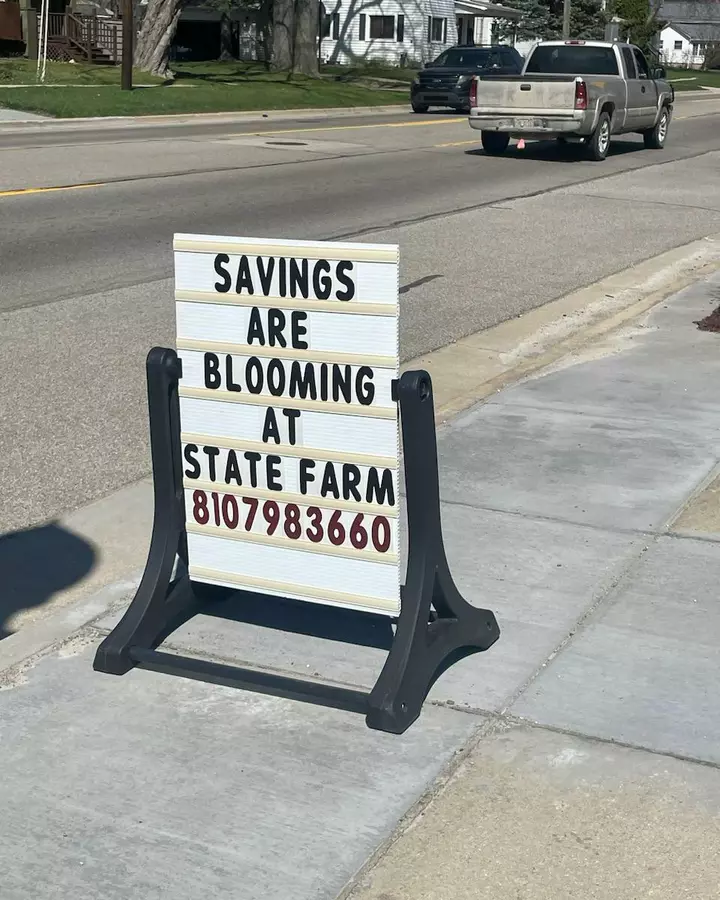 SAVINGS
ARE
BLOOMING
AT
STATE FARM
8107983660